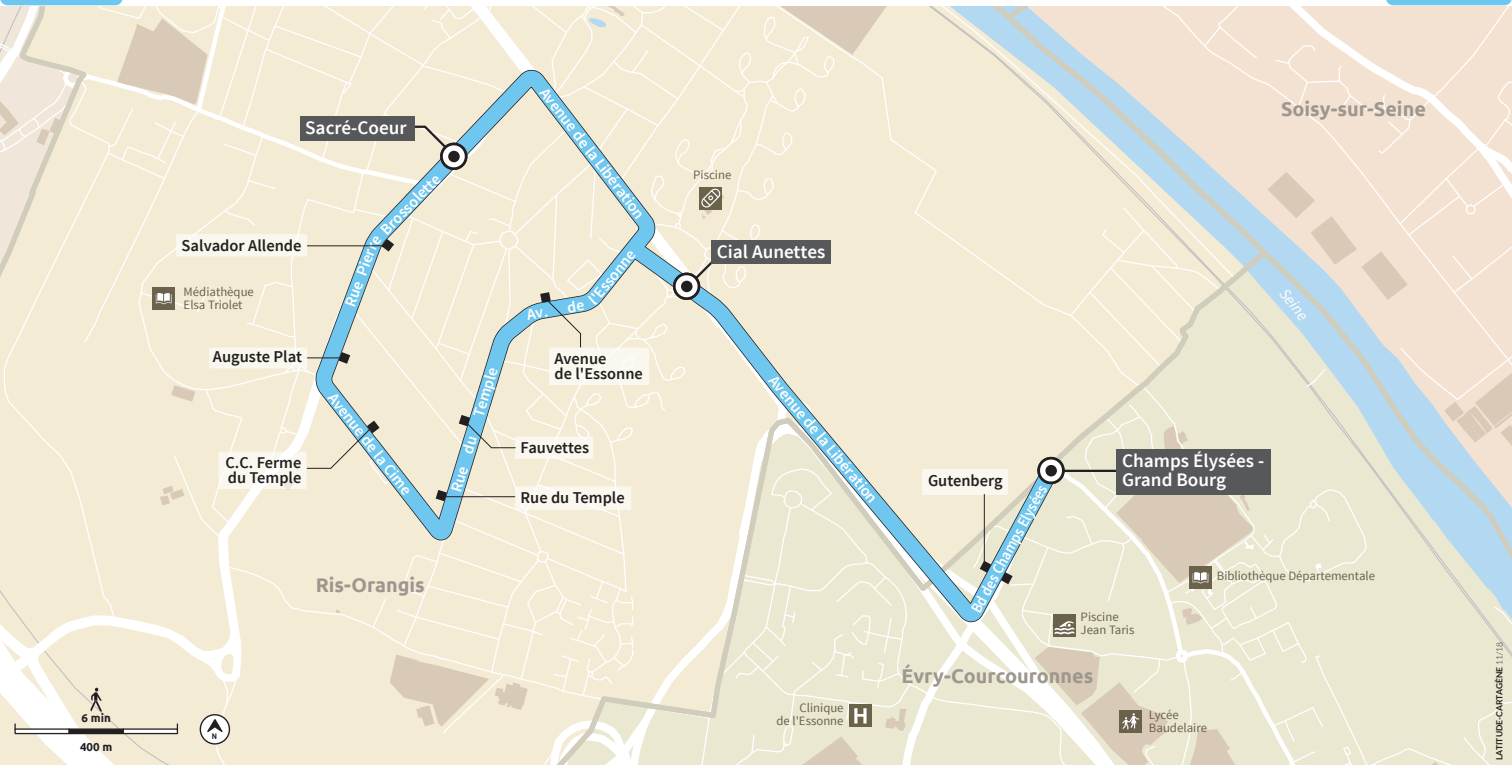 Soisy-sur-Seine
Avenue de la Libération
Sacré-Coeur
Piscine
Rue Pierre Brossolette
Salvador Allende
Cial Aunettes
Médiathèque
Elsa Triolet
Av. de l'Essonne
Seine
Auguste Plat
Avenue
de l'Essonne
Avenue de la Libération
Avenue de la Cime
Rue du Temple
Fauvettes
C.C. Ferme
du Temple
Rue du Temple
Gutenberg
Champs Élysées -
Grand Bourg
Bd des Champs Elysées
Ris-Orangis
Bibliothèque Départementale
Piscine
Jean Taris
Évry-Courcouronnes
Clinique
de l'Essonne
H
Lycée
Baudelaire
6 min
400 m
N
LATITUDE-CARTAGÈNE 11/18